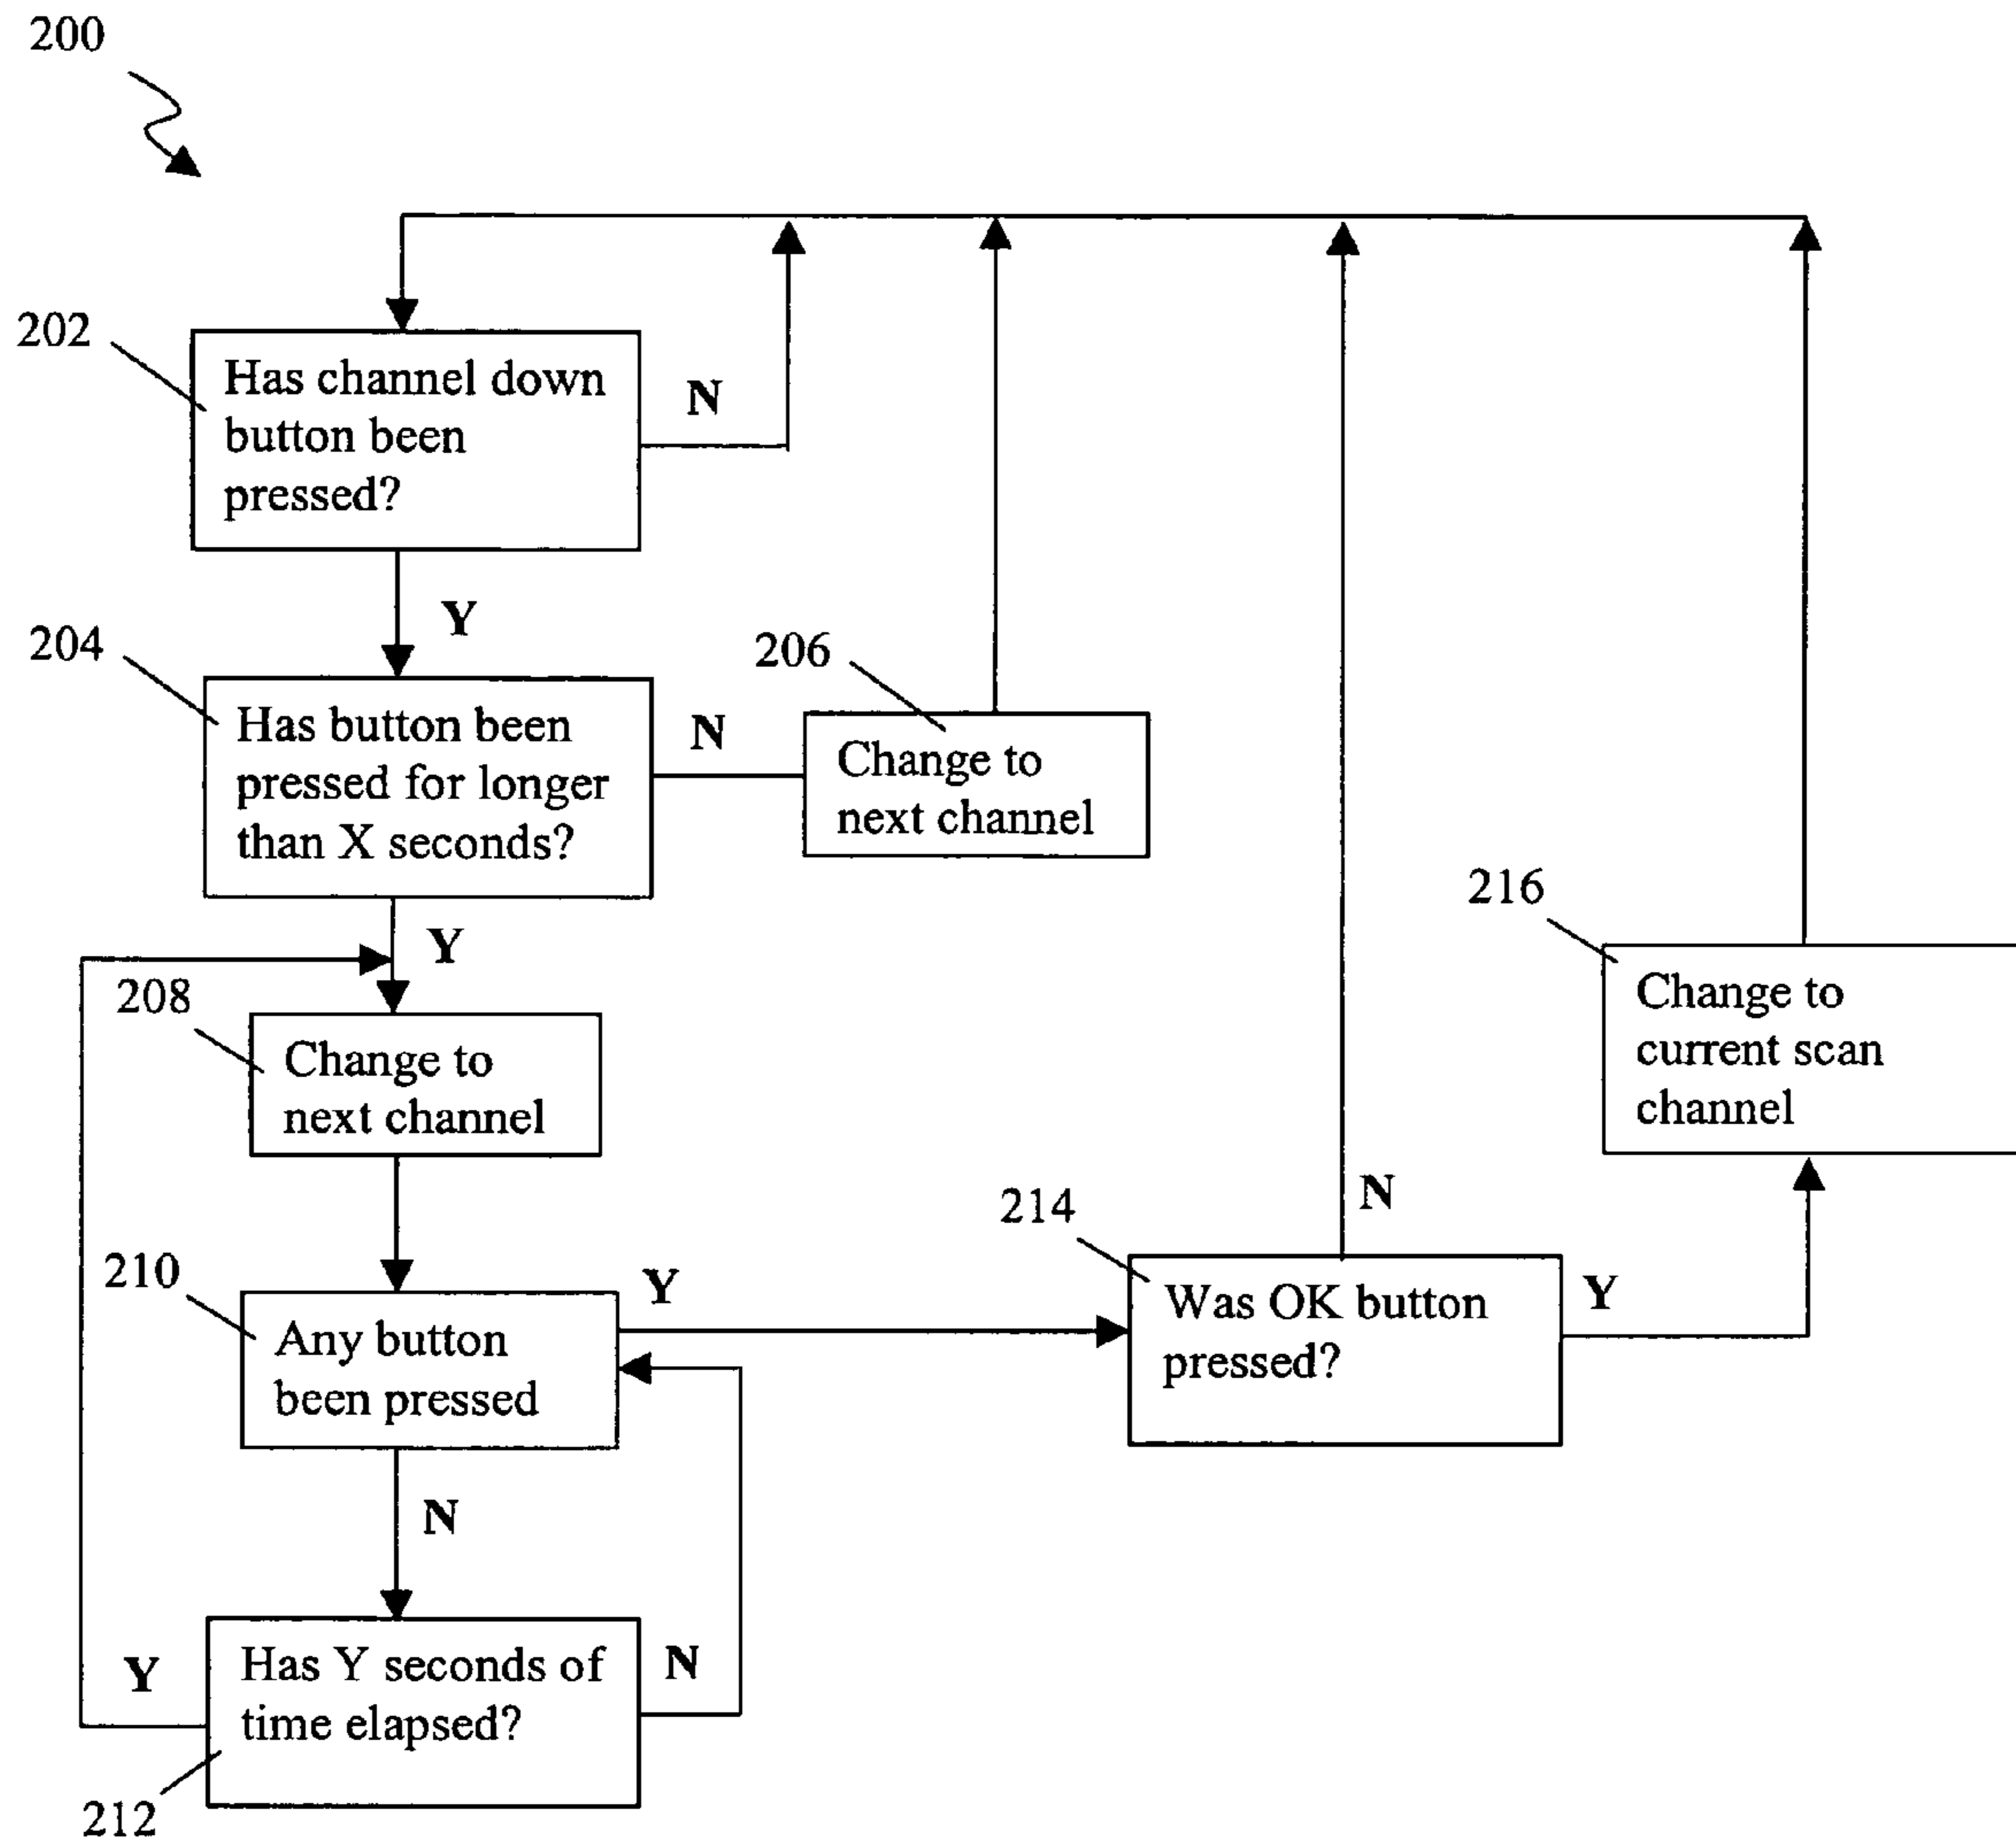 200
202
Has channel down
button been
pressed?
N
Y
204
Has button been
pressed for longer
than X seconds?
N
206
Change to
next channel
Y
208
Change to
next channel
216
Change to
current scan
channel
210
Any button
been pressed
Y
214
Was OK button
pressed?
N
Y
N
212
Has Y seconds of
time elapsed?
Y
N